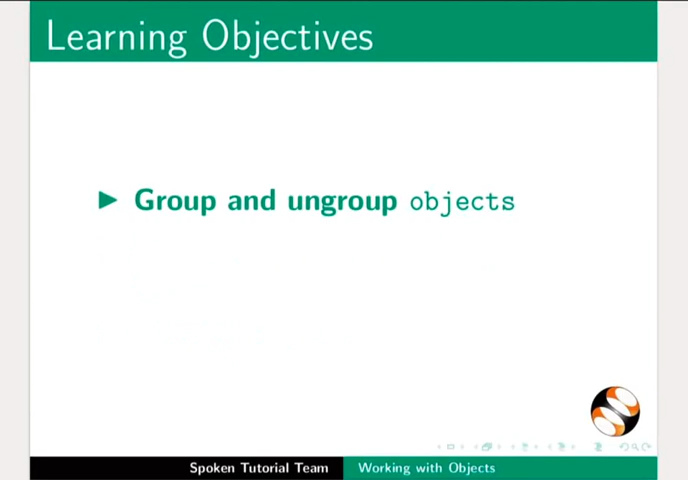 Learning Objectives
Group and ungroup objects
Spoken Tutorial Team Working with Objects